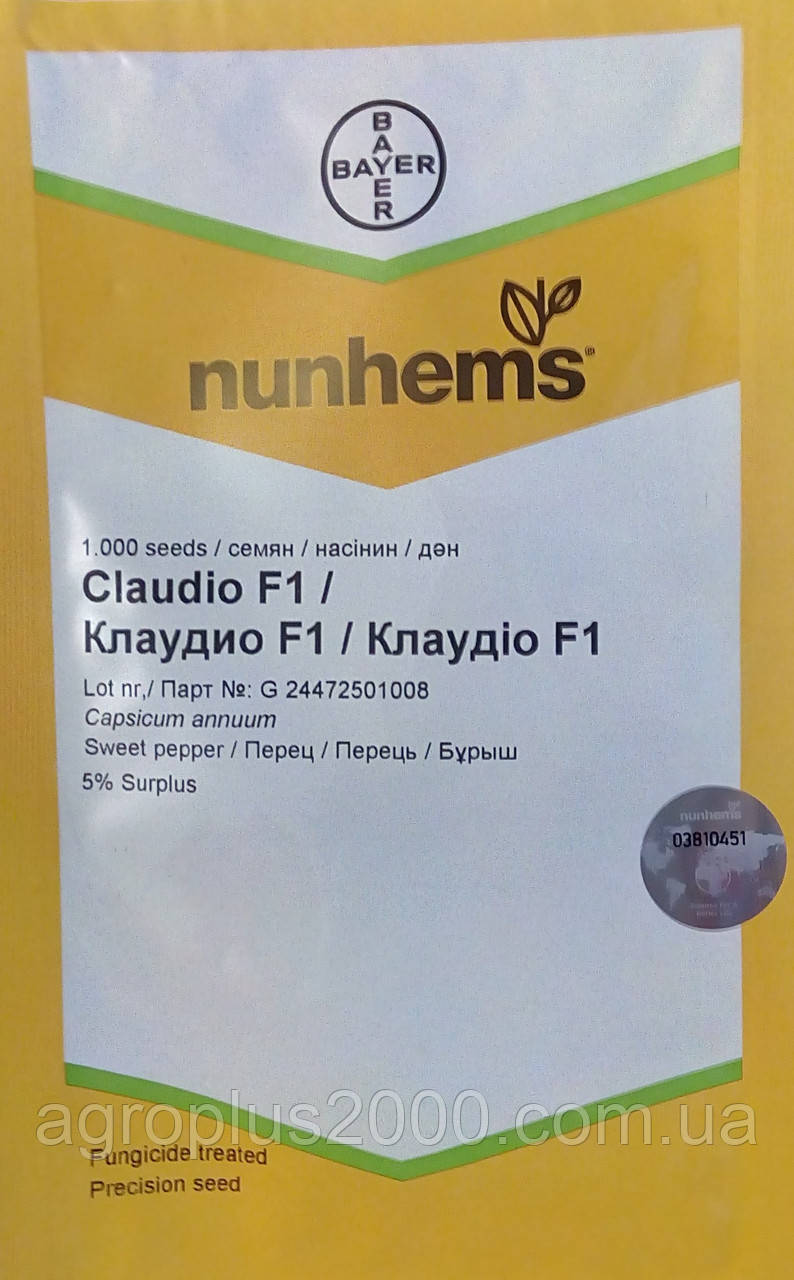 BAYER
BAYER
nunhems®
1.000 seeds / семян / насінин / дән
Claudio F1 /
Клаудио F1 / Клаудіо F1
Lot nr,/ Парт №: G 24472501008
Capsicum annuum
Sweet pepper / Перец / Перець / Бұрыш
5% Surplus
nunhems
03810451
agroplus2000.com.ua
Fungicide treated
Precision seed